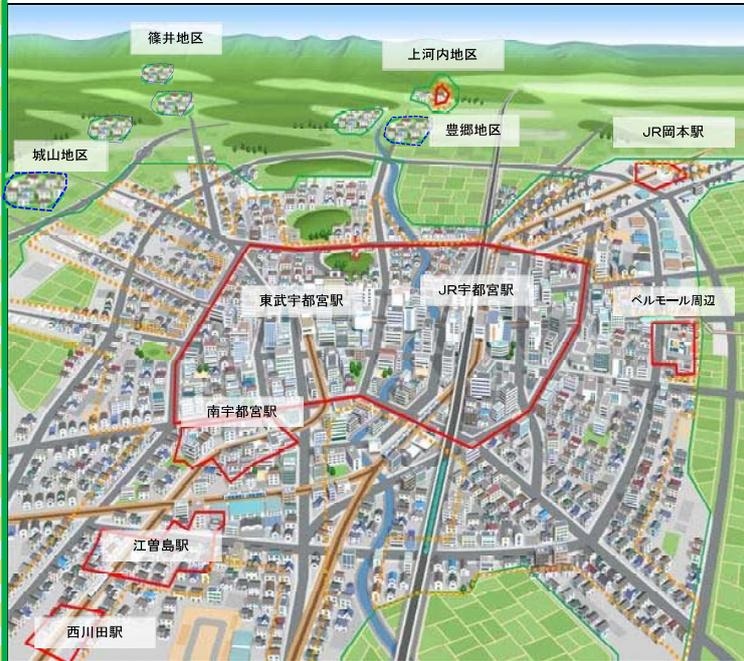 篠井地区
上河内地区
豊郷地区
JR岡本駅
城山地区
東武宇都宮駅
JR宇都宮駅
ベルモール周辺
南宇都宮駅
江曽島駅
西川田駅